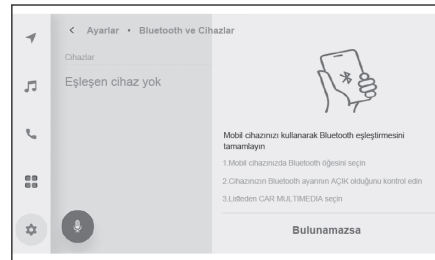 < Ayarlar • Bluetooth ve Cihazlar
Cihazlar
Eşleşen cihaz yok
Mobil cihazınızı kullanarak Bluetooth eşleştirmesini
tamamlayın
1.Mobil cihazınızda Bluetooth öğesini seçin
2.Cihazınızın Bluetooth ayarının AÇIK olduğunu kontrol edin
3.Listeden CAR MULTIMEDIA seçin
Bulunamazsa